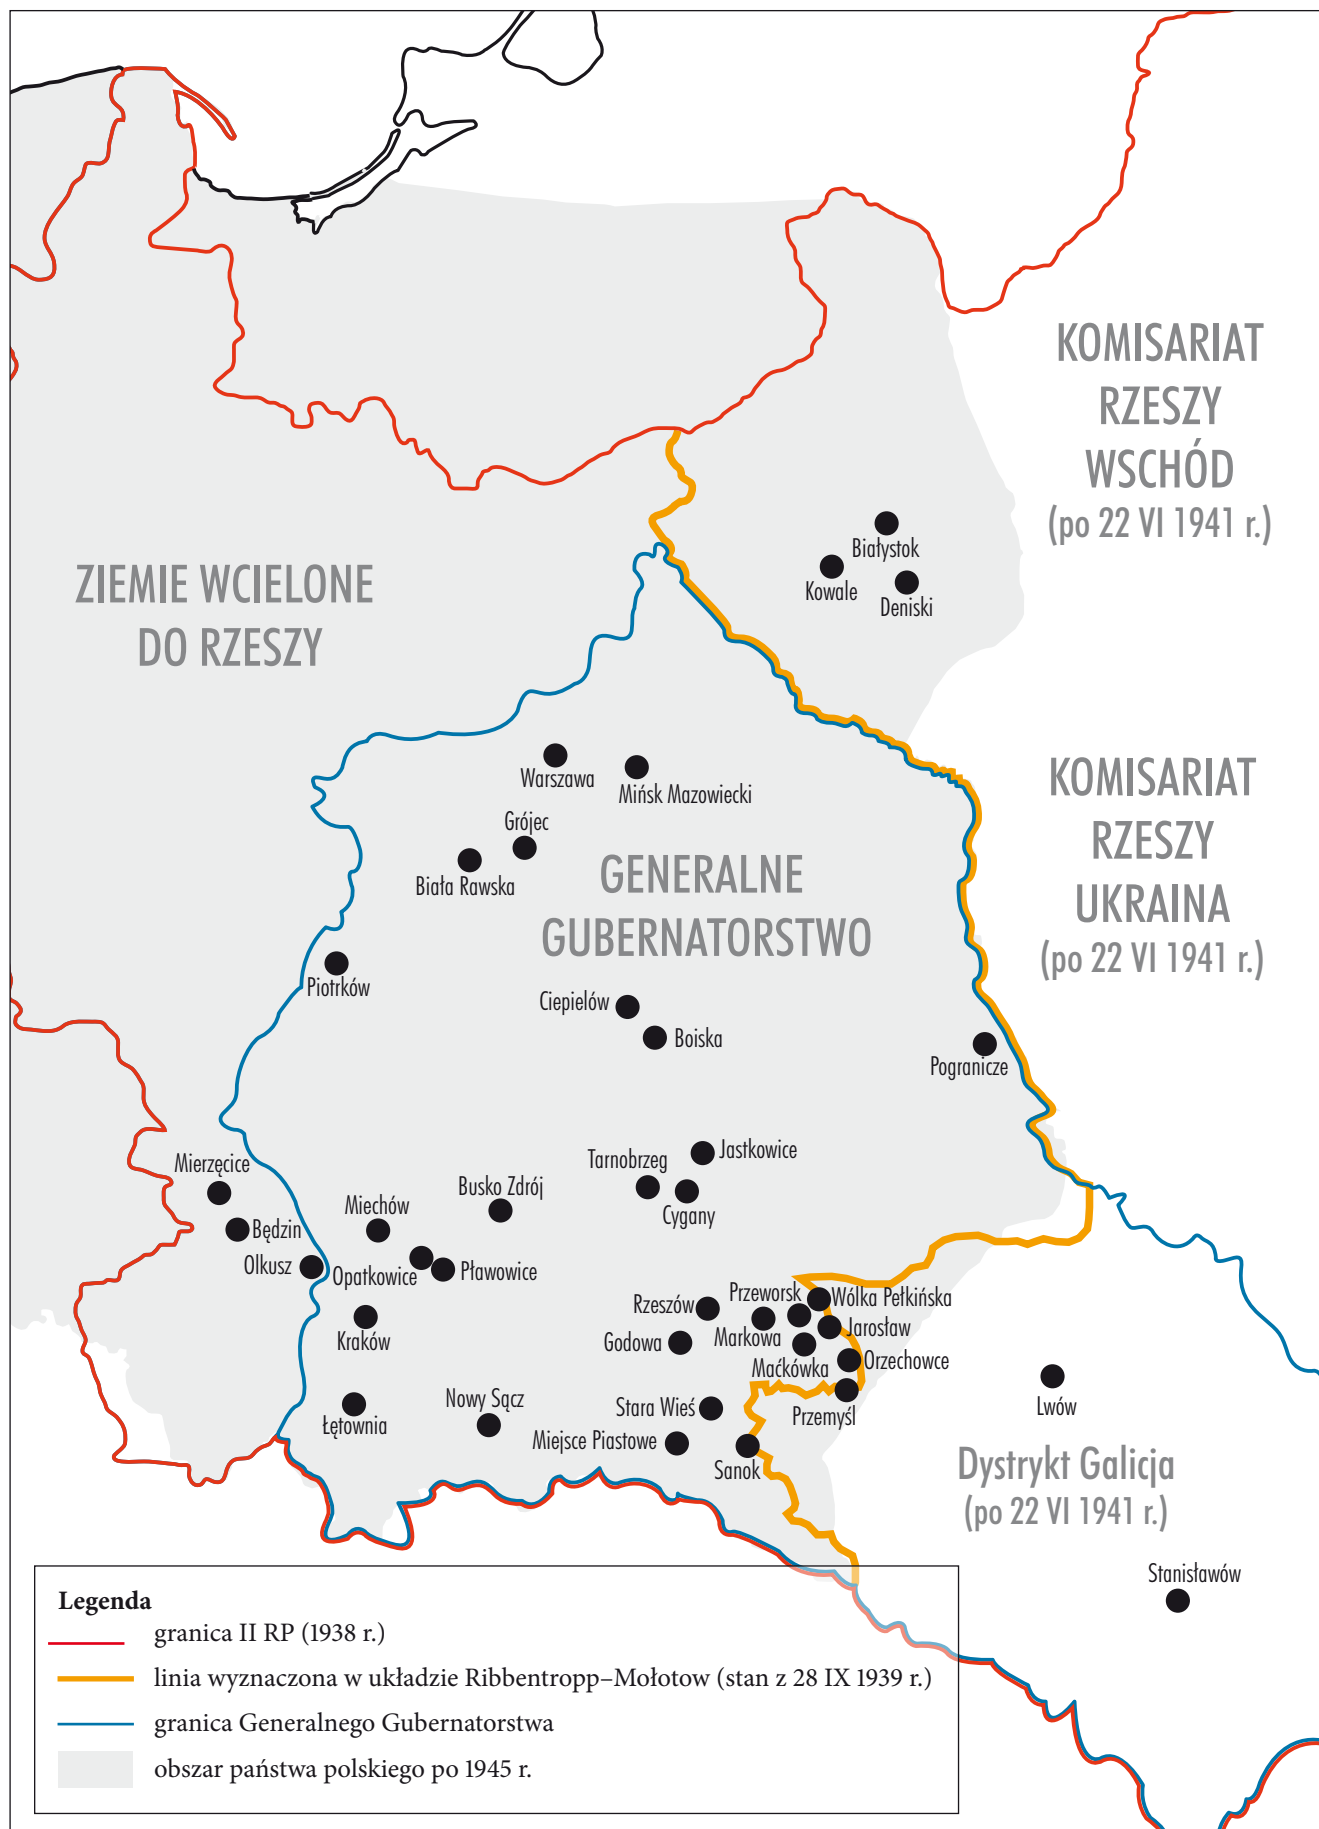 KOMISARIAT
RZESZY
WSCHÓD
(po 22 VI 1941 r.)
Białystok
Kowale
Deniski
ZIEMIE WCIELONE
DO RZESZY
Warszawa
Mińsk Mazowiecki
KOMISARIAT
RZESZY
UKRAINA
(po 22 VI 1941 r.)
Grójec
Biała Rawska
GENERALNE
GUBERNATORSTWO
Piotrków
Ciepielów
Boiska
Pogranicze
Jastkowice
Tarnobrzeg
Cygany
Mierzęcice
Busko Zdrój
Miechów
Będzin
Olkusz
Opatkowice
Pławowice
Przeworsk
Wólka Pełkińska
Rzeszów
Jarosław
Kraków
Godowa
Markowa
Maćkówka
Orzechowce
Lwów
Przemyśl
Nowy Sącz
Stara Wieś
Łętownia
Miejsce Piastowe
Sanok
Dystrykt Galicja
(po 22 VI 1941 r.)
Stanisławów
Legenda
granica II RP (1938 r.)
linia wyznaczona w układzie Ribbentropp–Mołotow (stan z 28 IX 1939 r.)
granica Generalnego Gubernatorstwa
obszar państwa polskiego po 1945 r.